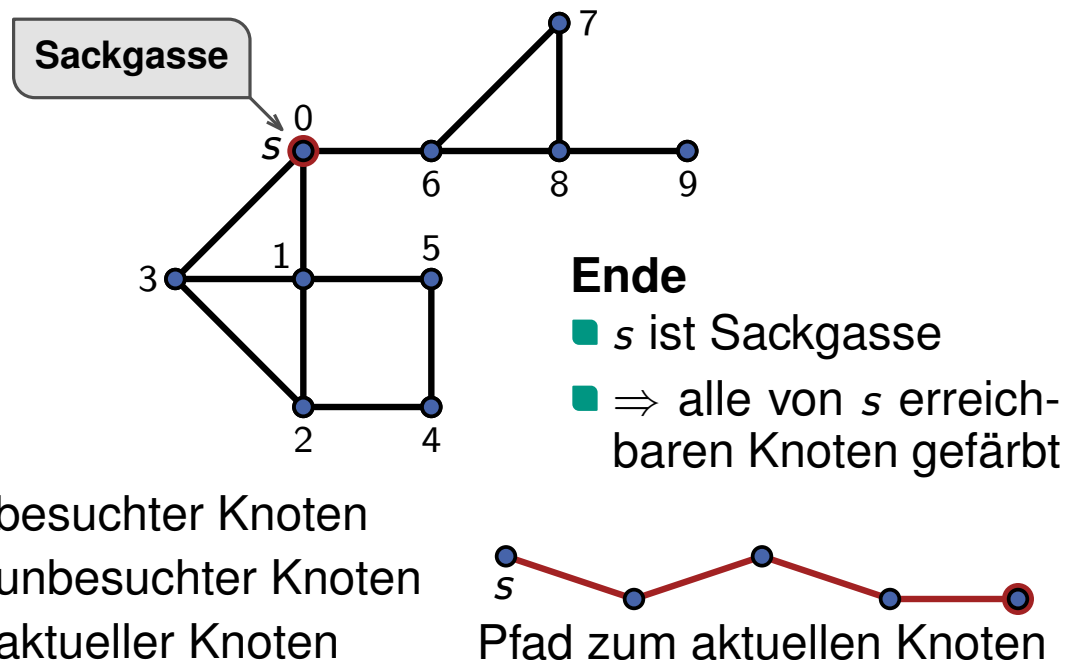 Sackgasse
7
0
s
6
8
9
1
5
3
2
4
Ende
s ist Sackgasse
⇒ alle von s erreich-
baren Knoten gefärbt
besuchter Knoten
unbesuchter Knoten
aktueller Knoten
s
Pfad zum aktuellen Knoten